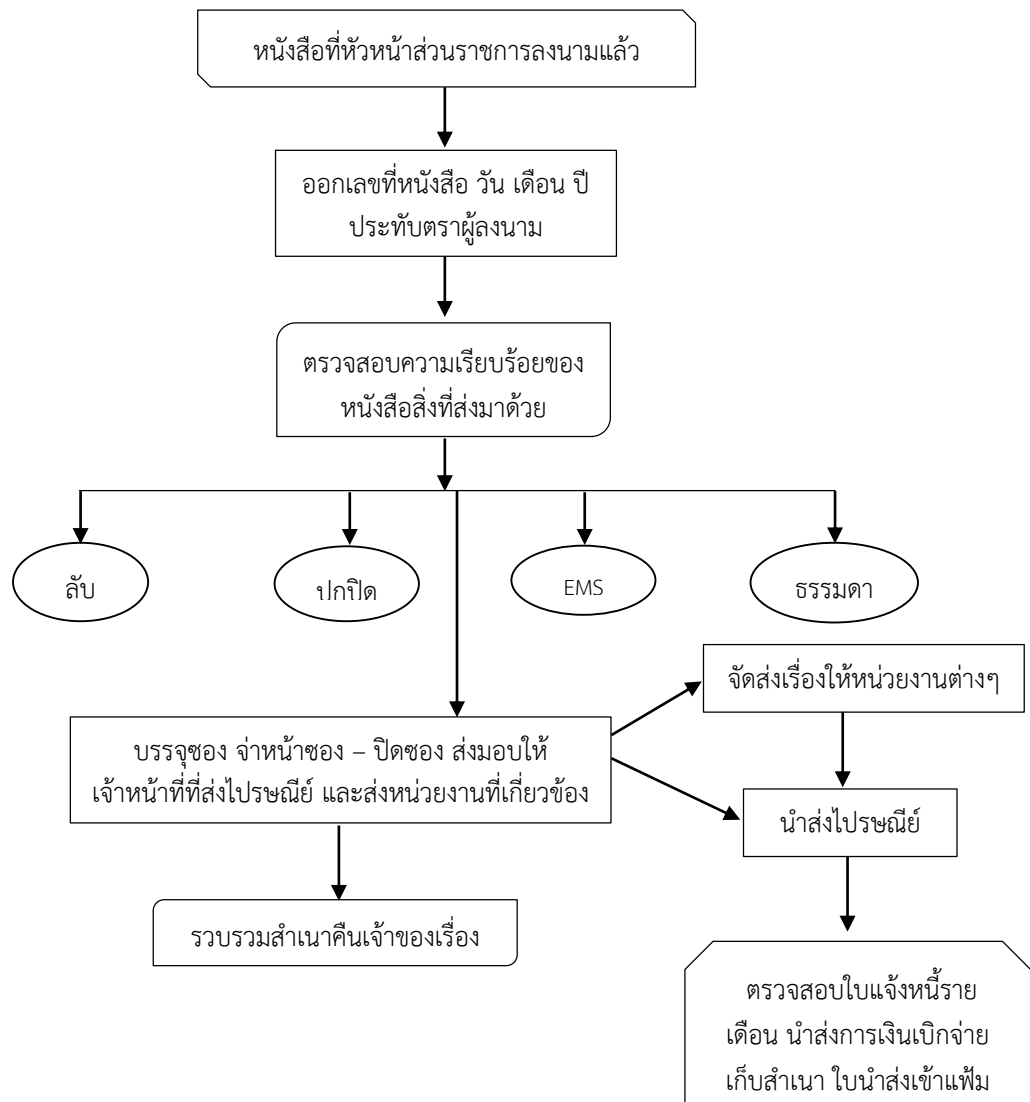 หนังสือที่หัวหน้าส่วนราชการลงนามแล้ว
ออกเลขที่หนังสือ วัน เดือน ปี
ประทับตราผู้ลงนาม
ตรวจสอบความเรียบร้อยของ
หนังสือสิ่งที่ส่งมาด้วย
ลับ
ปกปิด
EMS
ธรรมดา
จัดส่งเรื่องให้หน่วยงานต่างๆ
บรรจุซอง จ่าหน้าซอง – ปิดซอง ส่งมอบให้
เจ้าหน้าที่ที่ส่งไปรษณีย์ และส่งหน่วยงานที่เกี่ยวข้อง
นำส่งไปรษณีย์
รวบรวมสำเนาคืนเจ้าของเรื่อง
ตรวจสอบใบแจ้งหนี้ราย
เดือน นำส่งการเงินเบิกจ่าย
เก็บสำเนา ใบนำส่งเข้าแฟ้ม